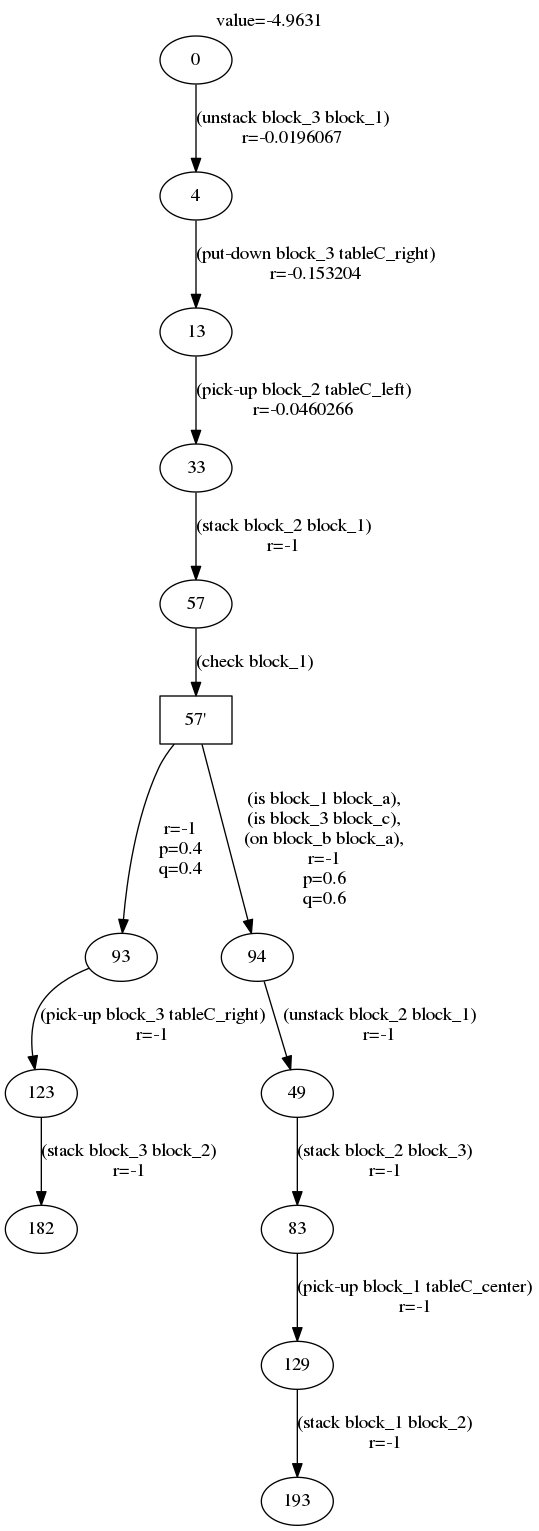 value=-4.9631
0
(unstack block_3 block_1)
r=-0.0196067
4
(put-down block_3 tableC_right)
r=-0.153204
13
(pick-up block_2 tableC_left)
r=-0.0460266
33
(stack block_2 block_1)
r=-1
57
(check block_1)
57'
r=-1
p=0.4
q=0.4
(is block_1 block_a),
(is block_3 block_c),
(on block_b block_a),
r=-1
p=0.6
q=0.6
93
94
(pick-up block_3 tableC_right)
r=-1
(unstack block_2 block_1)
r=-1
123
49
(stack block_3 block_2)
r=-1
(stack block_2 block_3)
r=-1
182
83
(pick-up block_1 tableC_center)
r=-1
129
(stack block_1 block_2)
r=-1
193